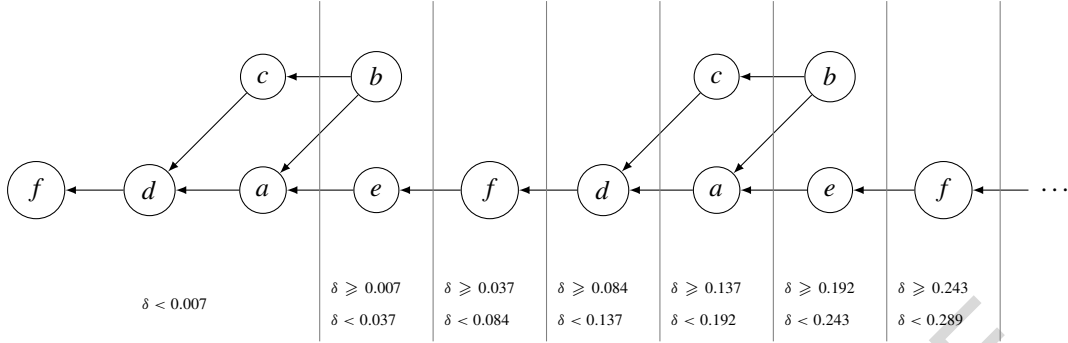 c b c b
f d a e f d a e f ...
δ < 0.007
δ ⩾ 0.007 δ ⩾ 0.037 δ ⩾ 0.084 δ ⩾ 0.137 δ ⩾ 0.192 δ ⩾ 0.243
δ < 0.037 δ < 0.084 δ < 0.137 δ < 0.192 δ < 0.243 δ < 0.289